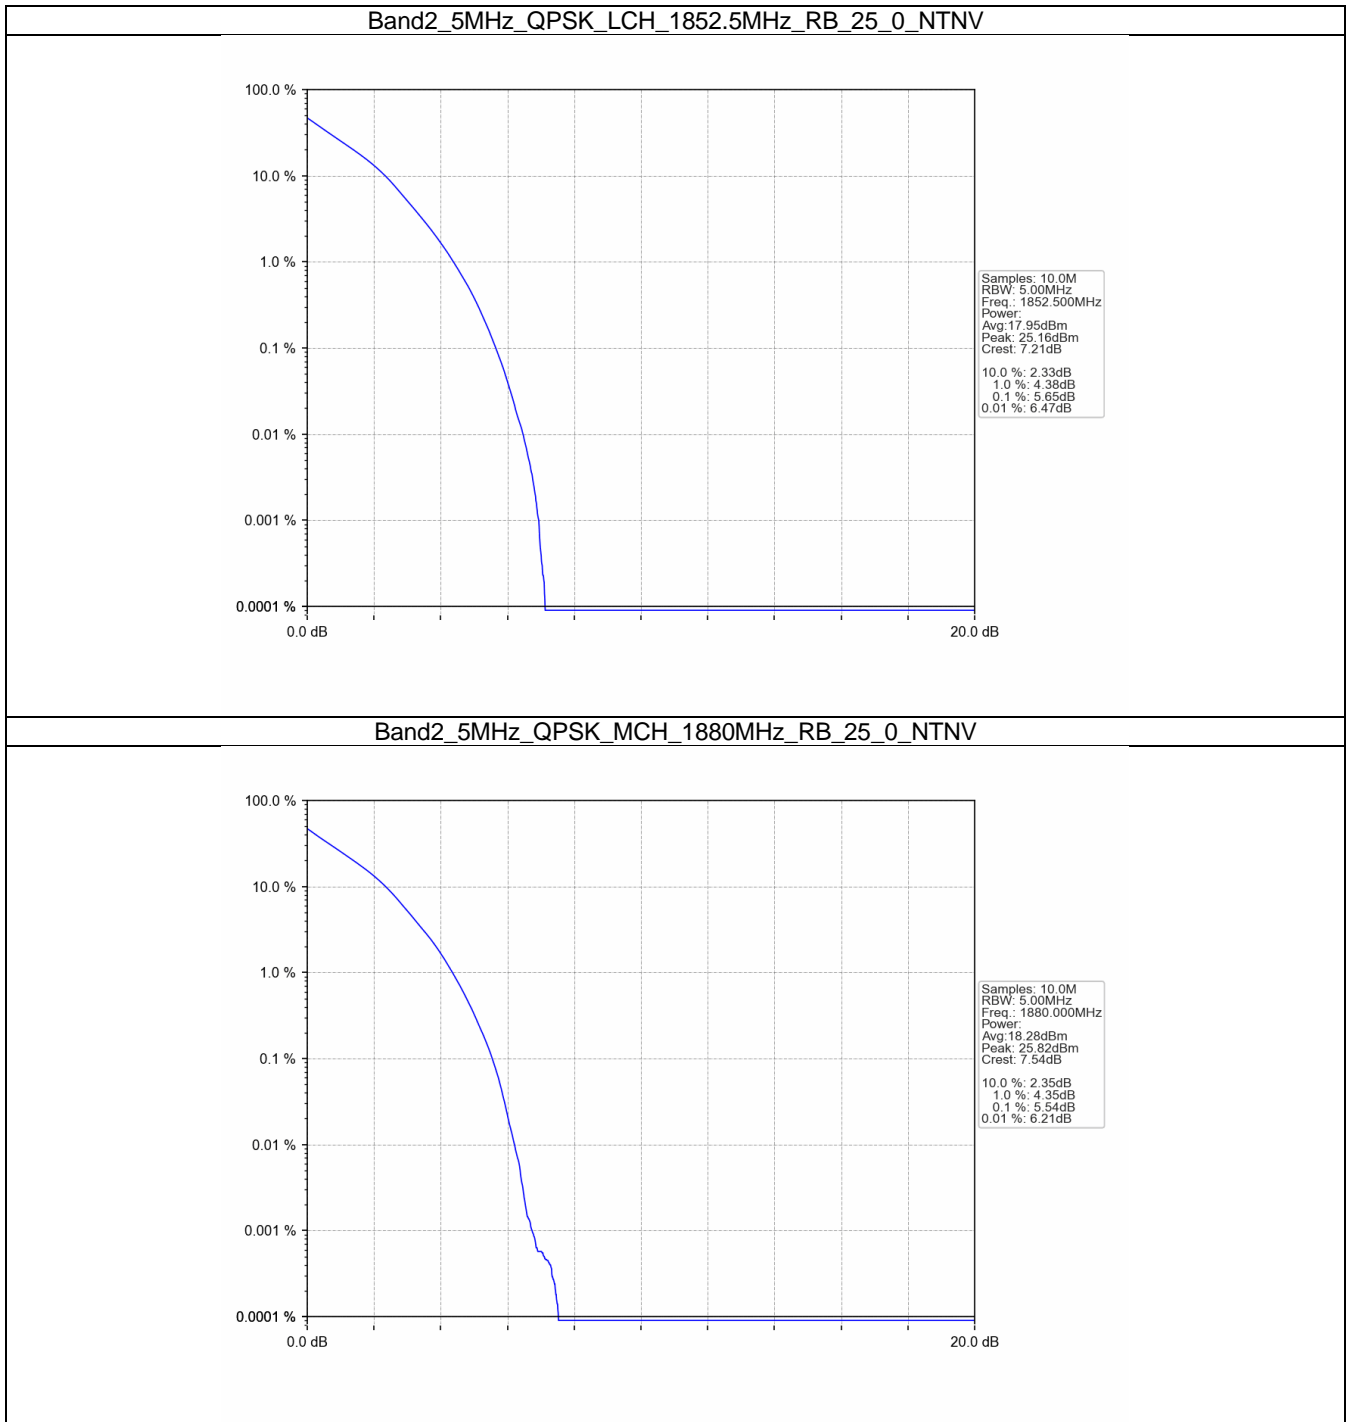 Band2_5MHz_QPSK_LCH_1852.5MHz_RB_25_0_NTNV
100.0 %
10.0 %
1.0 %
0.1 %
0.01 %
0.001 %
0.0001 %
0.0 dB
20.0 dB
Samples: 10.0M
RBW: 5.00MHz
Freq.: 1852.500MHz
Power:
Avg:17.95dBm
Peak: 25.16dBm
Crest: 7.21dB
10.0 %: 2.33dB
1.0 %: 4.38dB
0.1 %: 5.65dB
0.01 %: 6.47dB
Band2_5MHz_QPSK_MCH_1880MHz_RB_25_0_NTNV
100.0 %
10.0 %
1.0 %
0.1 %
0.01 %
0.001 %
0.0001 %
0.0 dB
20.0 dB
Samples: 10.0M
RBW: 5.00MHz
Freq.: 1880.000MHz
Power:
Avg:18.28dBm
Peak: 25.82dBm
Crest: 7.54dB
10.0 %: 2.35dB
1.0 %: 4.35dB
0.1 %: 5.54dB
0.01 %: 6.21dB